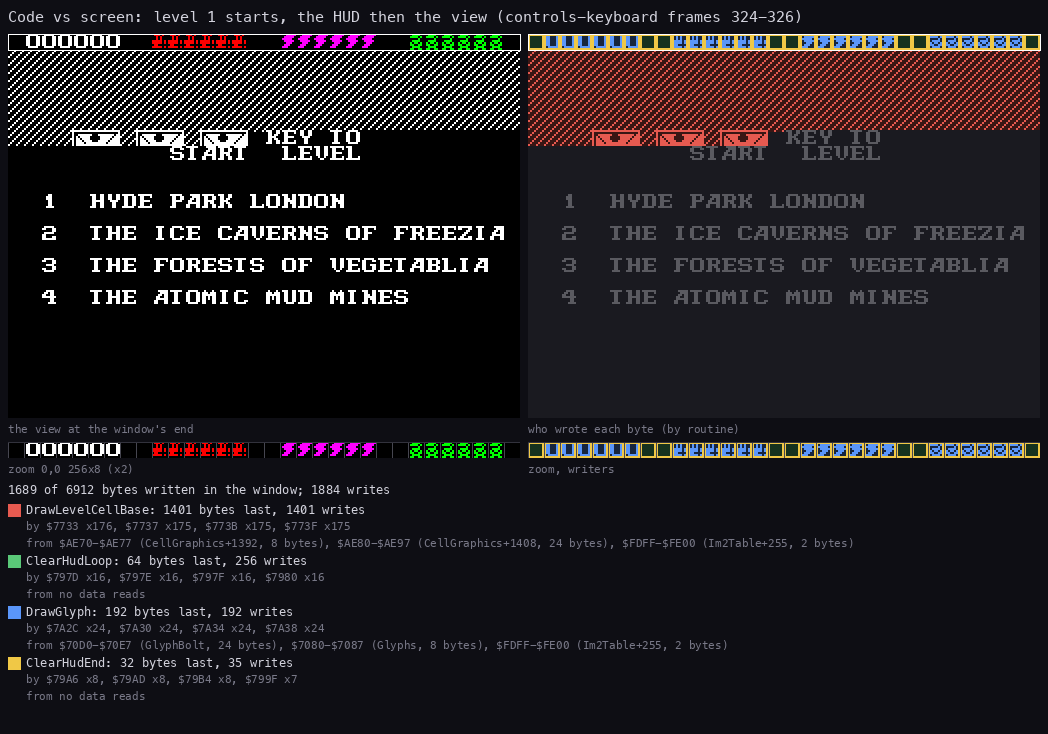 Code vs screen: level 1 starts, the HUD then the view (controls–keyboard frames 324–326)
000000
KEY TO
START LEVEL
1 HYDE PARK LONDON
2 THE ICE CAVERNS OF FREEZIA
3 THE FORESTS OF VEGETABLIA
4 THE ATOMIC MUD MINES
000000
KEY TO
START LEVEL
1 HYDE PARK LONDON
2 THE ICE CAVERNS OF FREEZIA
3 THE FORESTS OF VEGETABLIA
4 THE ATOMIC MUD MINES
the view at the window's end
who wrote each byte (by routine)
000000
000000
zoom 0,0 256x8 (x2)
zoom, writers
1689 of 6912 bytes written in the window; 1884 writes
DrawLevelCellBase: 1401 bytes last, 1401 writes
by $7733 x176, $7737 x175, $773B x175, $773F x175
from $AE70–$AE77 (CellGraphics+1392, 8 bytes), $AE80–$AE97 (CellGraphics+1408, 24 bytes), $FDFF–$FE00 (Im2Table+255, 2 bytes)
ClearHudLoop: 64 bytes last, 256 writes
by $797D x16, $797E x16, $797F x16, $7980 x16
from no data reads
DrawGlyph: 192 bytes last, 192 writes
by $7A2C x24, $7A30 x24, $7A34 x24, $7A38 x24
from $70D0–$70E7 (GlyphBolt, 24 bytes), $7080–$7087 (Glyphs, 8 bytes), $FDFF–$FE00 (Im2Table+255, 2 bytes)
ClearHudEnd: 32 bytes last, 35 writes
by $79A6 x8, $79AD x8, $79B4 x8, $799F x7
from no data reads